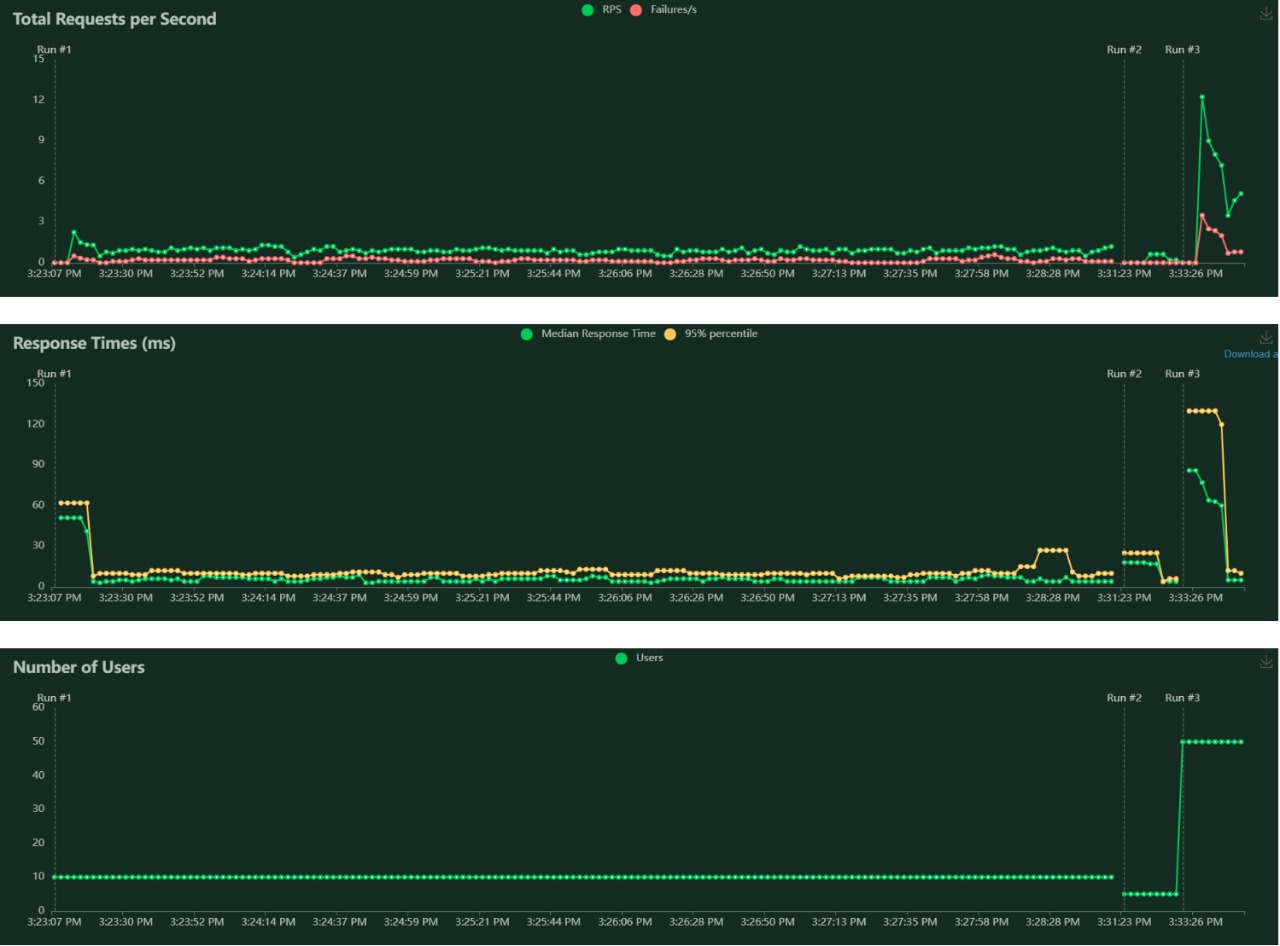 Total Requests per Second
RPS Failures/s
Run #1 Run #2 Run #3
15
12
9
6
3
0
3:23:07 PM 3:23:30 PM 3:23:52 PM 3:24:14 PM 3:24:37 PM 3:24:59 PM 3:25:21 PM 3:25:44 PM 3:26:06 PM 3:26:28 PM 3:26:50 PM 3:27:13 PM 3:27:35 PM 3:27:58 PM 3:28:28 PM 3:31:23 PM 3:33:26 PM
Response Times (ms)
Median Response Time 95% percentile
Download a
Run #1 Run #2 Run #3
150
120
90
60
30
0
3:23:07 PM 3:23:30 PM 3:23:52 PM 3:24:14 PM 3:24:37 PM 3:24:59 PM 3:25:21 PM 3:25:44 PM 3:26:06 PM 3:26:28 PM 3:26:50 PM 3:27:13 PM 3:27:35 PM 3:27:58 PM 3:28:28 PM 3:31:23 PM 3:33:26 PM
Number of Users
Users
Run #1 Run #2 Run #3
60
50
40
30
20
10
0
3:23:07 PM 3:23:30 PM 3:23:52 PM 3:24:14 PM 3:24:37 PM 3:24:59 PM 3:25:21 PM 3:25:44 PM 3:26:06 PM 3:26:28 PM 3:26:50 PM 3:27:13 PM 3:27:35 PM 3:27:58 PM 3:28:28 PM 3:31:23 PM 3:33:26 PM